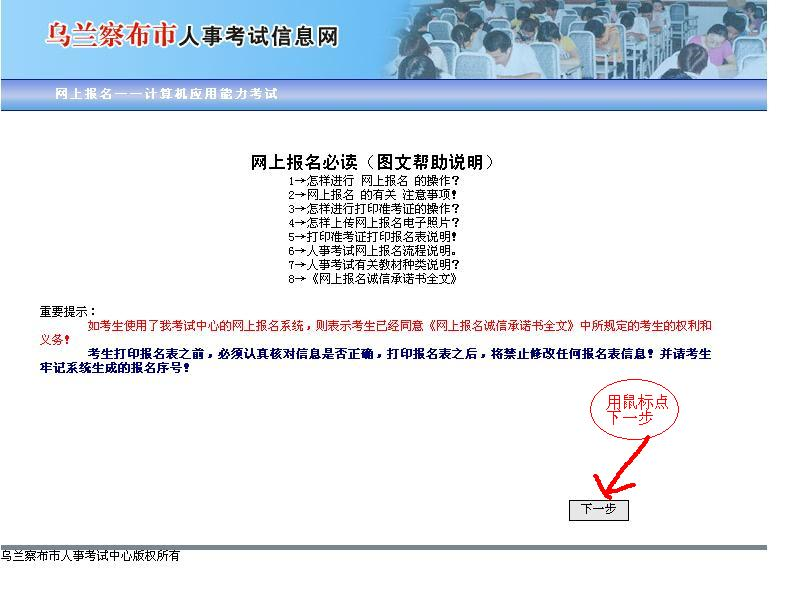 乌兰察布市人事考试信息网
网上报名——计算机应用能力考试
网上报名必读（图文帮助说明）
1→怎样进行 网上报名 的操作？
2→网上报名 的有关 注意事项！
3→怎样进行打印准考证的操作？
4→怎样上传网上报名电子照片？
5→打印准考证打印报名表说明！
6→人事考试网上报名流程说明。
7→人事考试有关教材种类说明？
8→《网上报名诚信承诺书全文》
重要提示：
如考生使用了我考试中心的网上报名系统，则表示考生已经同意《网上报名诚信承诺书全文》中所规定的考生的权利和
义务！
考生打印报名表之前，必须认真核对信息是否正确，打印报名表之后，将禁止修改任何报名表信息！并请考生
牢记系统生成的报名序号！
用鼠标点
下一步
下一步
乌兰察布市人事考试中心版权所有